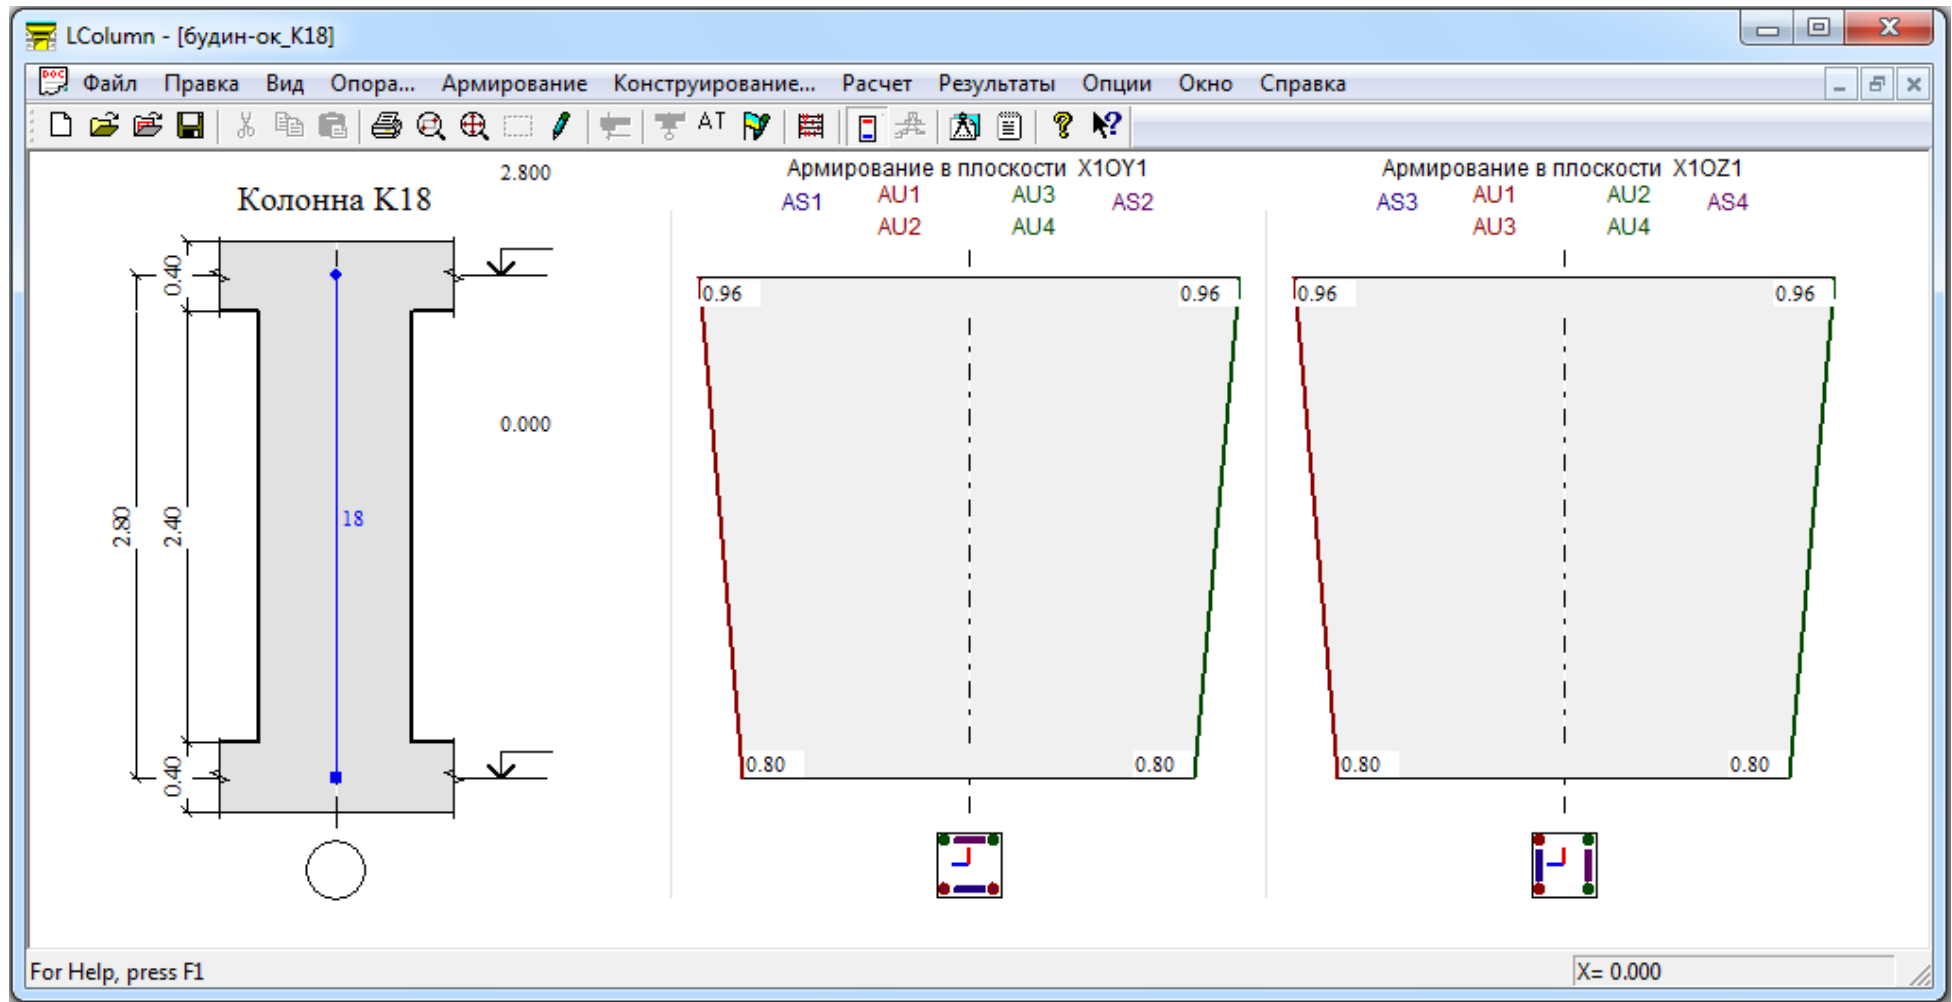 LColumn - [будин-ок_K18]
Файл Правка Вид Опора... Армирование Конструирование... Расчет Результаты Опции Окно Справка
AT
Колонна К18
2.800
0.40
2.80
2.40
18
0.000
0.40
Армирование в плоскости X1OY1
AS1 AU1 AU3 AS2
AU2 AU4
0.96 0.96
0.80 0.80
Армирование в плоскости X1OZ1
AS3 AU1 AU2 AS4
AU3 AU4
0.96 0.96
0.80 0.80
For Help, press F1
X= 0.000